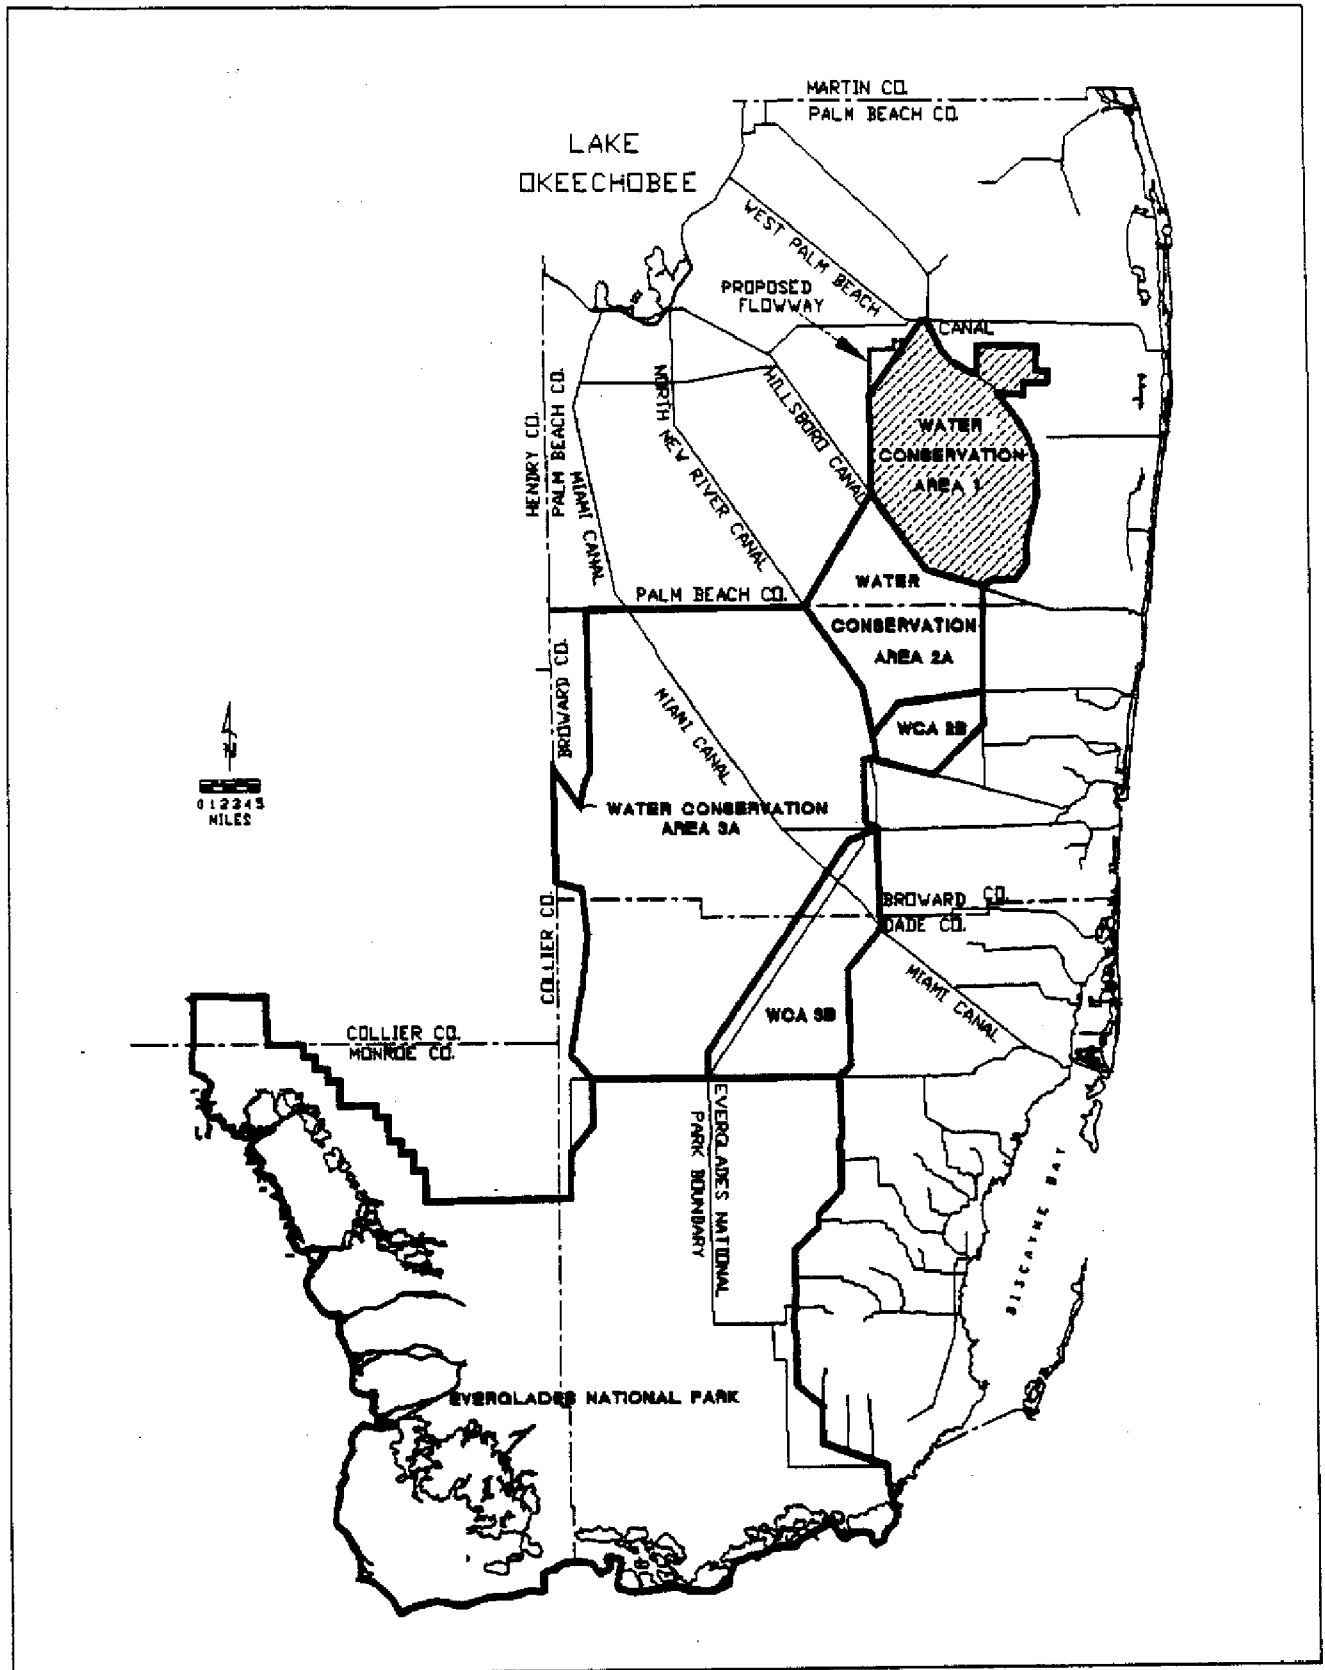 MARTIN CO.
PALM BEACH CO.
LAKE
OKEECHOBEE
WEST PALM BEACH
CANAL
PROPOSED
FLOWWAY
HILLSBORO CANAL
NORTH NEW RIVER CANAL
HENDRY CO.
PALM BEACH CO.
MIAMI CANAL
WATER
CONSERVATION
AREA 1
PALM BEACH CO.
BROWARD CO.
WATER
CONSERVATION
AREA 2A
WCA 2B
MIAMI CANAL
N
0 1 2 3 4 5
MILES
WATER CONSERVATION
AREA 3A
BROWARD CO.
DADE CO.
COLLIER CO.
MIAMI CANAL
WCA 3B
COLLIER CO.
MONROE CO.
EVERGLADES NATIONAL
PARK BOUNDARY
BISCAYNE BAY
EVERGLADES NATIONAL PARK